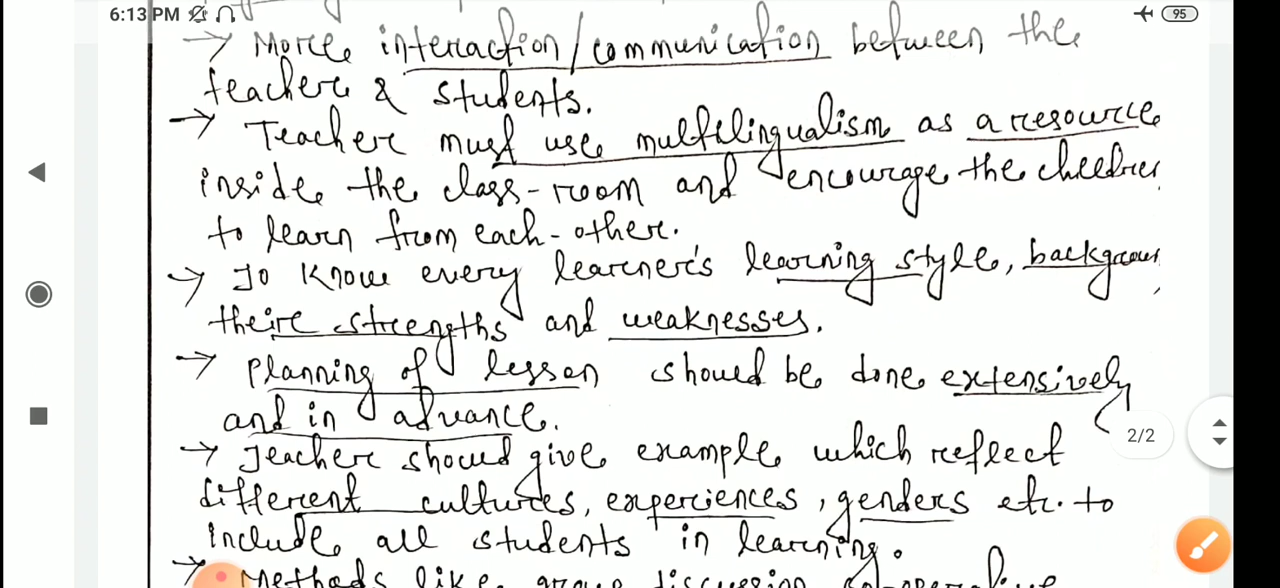 6:13 PM 95
→ More interaction/communication between the
teacher & students.
→ Teacher must use multilingualism as a resource
inside the class-room and encourage the
to learn from each-other.
→ To know every learner's learning style,
their strengths and weaknesses.
→ Planning of lesson should be done extensively
and in advance.
2/2
→ Teacher should give example which reflect
different cultures, experiences, genders etc. to
include all students in learning.
→ Methods like group discussion